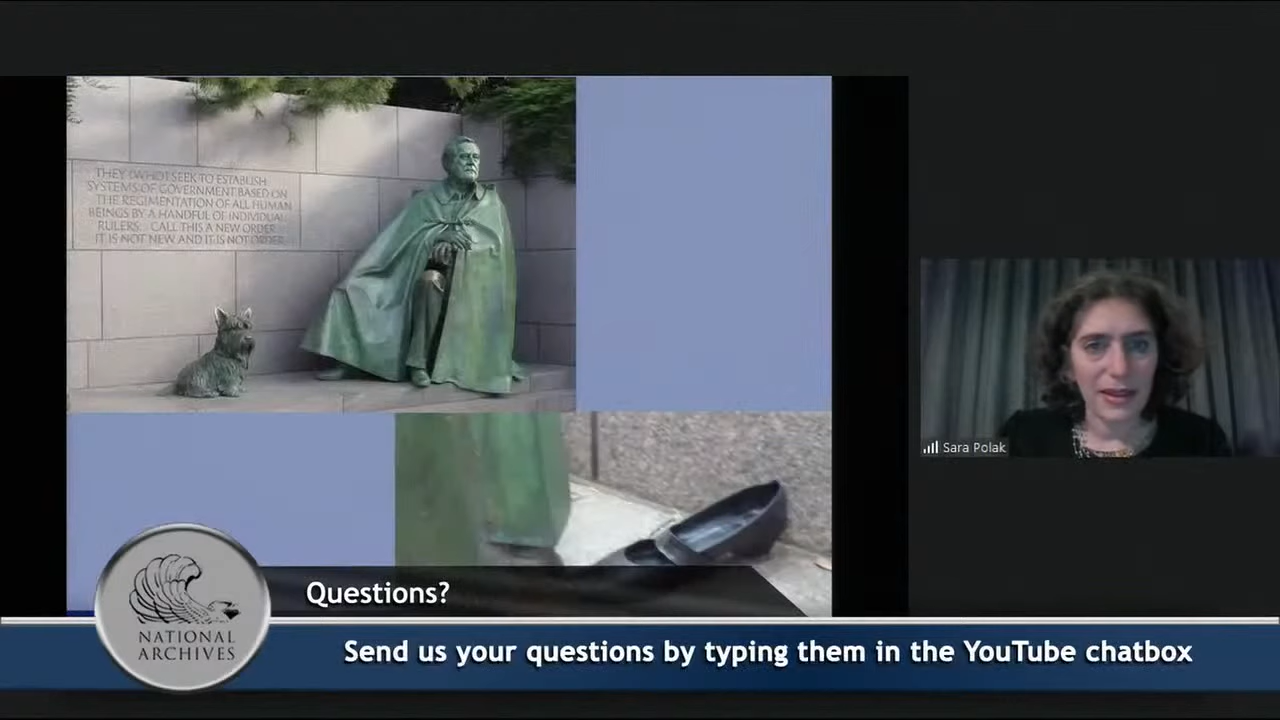 THEY (WHO) SEEK TO ESTABLISH
SYSTEMS OF GOVERNMENT BASED ON
THE REGIMENTATION OF ALL HUMAN
BEINGS BY A HANDFUL OF INDIVIDUAL
RULERS... CALL THIS A NEW ORDER.
IT IS NOT NEW AND IT IS NOT ORDER.
Sara Polak
Questions?
NATIONAL
ARCHIVES
Send us your questions by typing them in the YouTube chatbox